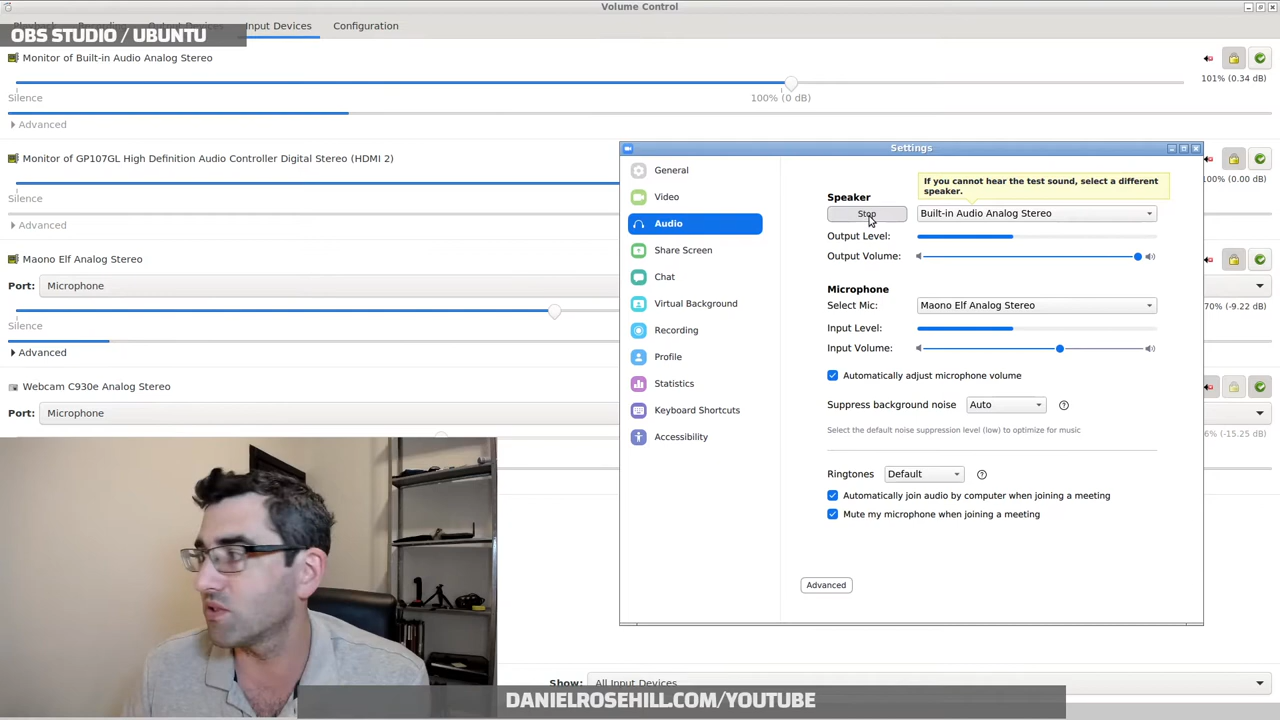 Volume Control
Input Devices
Configuration
OBS STUDIO / UBUNTU
Monitor of Built-in Audio Analog Stereo
101% (0.34 dB)
Silence
100% (0 dB)
Advanced
Monitor of GP107GL High Definition Audio Controller Digital Stereo (HDMI 2)
100% (0.00 dB)
Silence
Advanced
Maono Elf Analog Stereo
Port:
Microphone
70% (-9.22 dB)
Silence
Advanced
Webcam C930e Analog Stereo
Port:
Microphone
6% (-15.25 dB)
Settings
General
Video
Audio
Share Screen
Chat
Virtual Background
Recording
Profile
Statistics
Keyboard Shortcuts
Accessibility
If you cannot hear the test sound, select a different
speaker.
Speaker
Stop
Built-in Audio Analog Stereo
Output Level:
Output Volume:
Microphone
Select Mic:
Maono Elf Analog Stereo
Input Level:
Input Volume:
Automatically adjust microphone volume
Suppress background noise
Auto
Select the default noise suppression level (low) to optimize for music
Ringtones
Default
Automatically join audio by computer when joining a meeting
Mute my microphone when joining a meeting
Advanced
Show:
All Input Devices
DANIELROSEHILL.COM/YOUTUBE